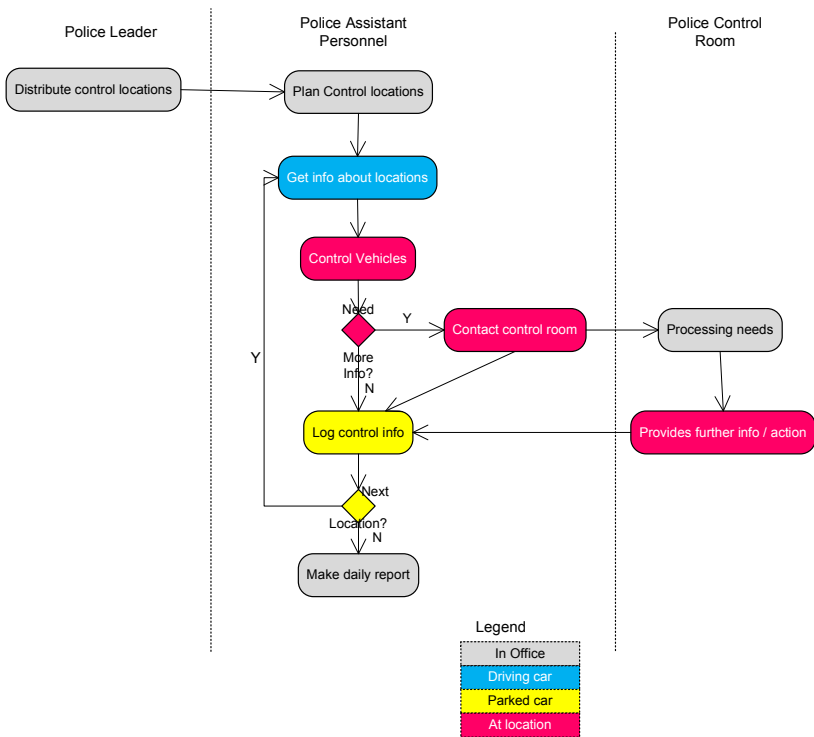 Police Leader
Police Assistant
Personnel
Police Control
Room
Distribute control locations
Plan Control locations
Get info about locations
Control Vehicles
Need
More
Info?
Y
N
Contact control room
Processing needs
Y
Log control info
Provides further info / action
Next
Location?
N
Make daily report
Legend
In Office
Driving car
Parked car
At location